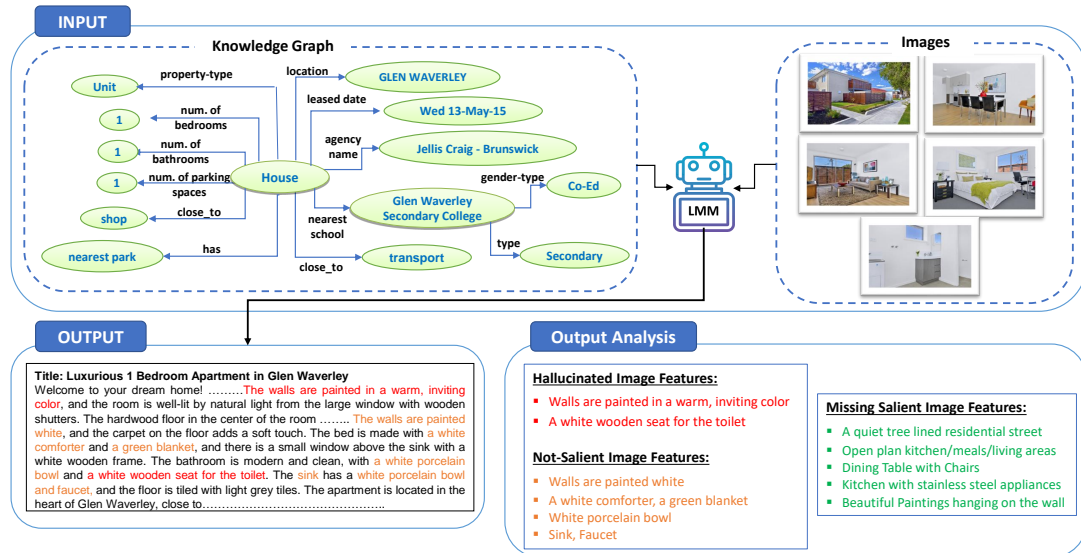 INPUT
Knowledge Graph
Images
Unit
property-type
location
GLEN WAVERLEY
1
num. of
bedrooms
leased date
Wed 13-May-15
1
num. of
bathrooms
agency
name
Jellis Craig - Brunswick
House
1
num. of parking
spaces
gender-type
Co-Ed
Glen Waverley
Secondary College
shop
close_to
nearest
school
type
nearest park
has
close_to
transport
Secondary
LMM
OUTPUT
Title: Luxurious 1 Bedroom Apartment in Glen Waverley
Welcome to your dream home! ………The walls are painted in a warm, inviting
color, and the room is well-lit by natural light from the large window with wooden
shutters. The hardwood floor in the center of the room …….. The walls are painted
white, and the carpet on the floor adds a soft touch. The bed is made with a white
comforter and a green blanket, and there is a small window above the sink with a
white wooden frame. The bathroom is modern and clean, with a white porcelain
bowl and a white wooden seat for the toilet. The sink has a white porcelain bowl
and faucet, and the floor is tiled with light grey tiles. The apartment is located in the
heart of Glen Waverley, close to…………………………………………..
Output Analysis
Hallucinated Image Features:
▪ Walls are painted in a warm, inviting color
▪ A white wooden seat for the toilet
Not-Salient Image Features:
▪ Walls are painted white
▪ A white comforter, a green blanket
▪ White porcelain bowl
▪ Sink, Faucet
Missing Salient Image Features:
▪ A quiet tree lined residential street
▪ Open plan kitchen/meals/living areas
▪ Dining Table with Chairs
▪ Kitchen with stainless steel appliances
▪ Beautiful Paintings hanging on the wall